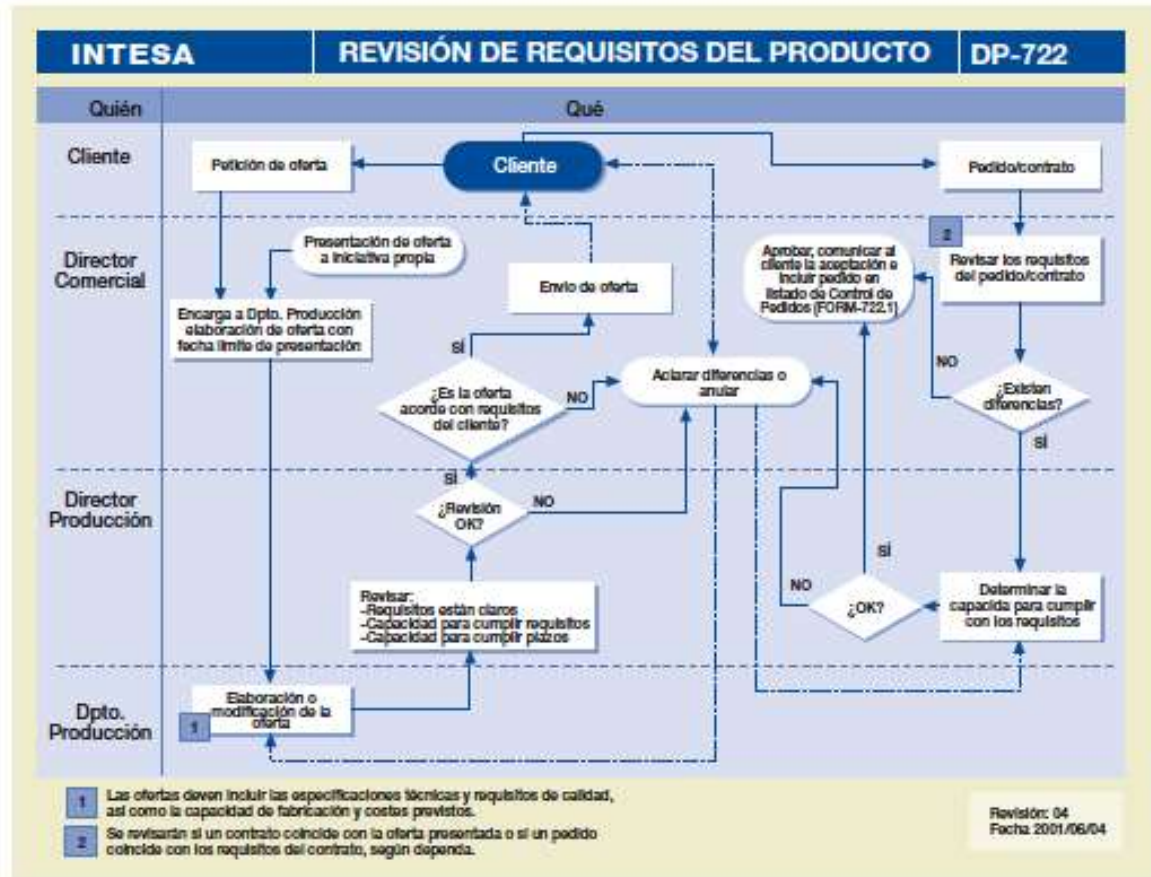 INTESA
REVISIÓN DE REQUISITOS DEL PRODUCTO
DP-722
Quién
Qué
Cliente
Petición de oferta
Cliente
Pedido/contrato
Director
Comercial
Presentación de oferta
a iniciativa propia
Encarga a Dpto. Producción
elaboración de oferta con
fecha límite de presentación
Envío de oferta
SÍ
¿Es la oferta
acorde con requisitos
del cliente?
NO
Aclarar diferencias o
anular
Aprobar, comunicar al
cliente la aceptación e
incluir pedido en
listado de Control de
Pedidos (FORM-722.1)
2
Revisar los requisitos
del pedido/contrato
NO
¿Existen
diferencias?
SÍ
Director
Producción
SÍ
¿Revisión
OK?
NO
Revisar:
-Requisitos están claros
-Capacidad para cumplir requisitos
-Capacidad para cumplir plazos
NO
SÍ
¿OK?
Determinar la
capacida para cumplir
con los requisitos
Dpto.
Producción
1
Elaboración o
modificación de la
oferta
1 Las ofertas deven incluir las especificaciones técnicas y requisitos de calidad,
así como la capacidad de fabricación y costes previstos.
2 Se revisarán si un contrato coincide con la oferta presentada o si un pedido
coincide con los requisitos del contrato, según dependa.
Revisión: 04
Fecha 2001/06/04